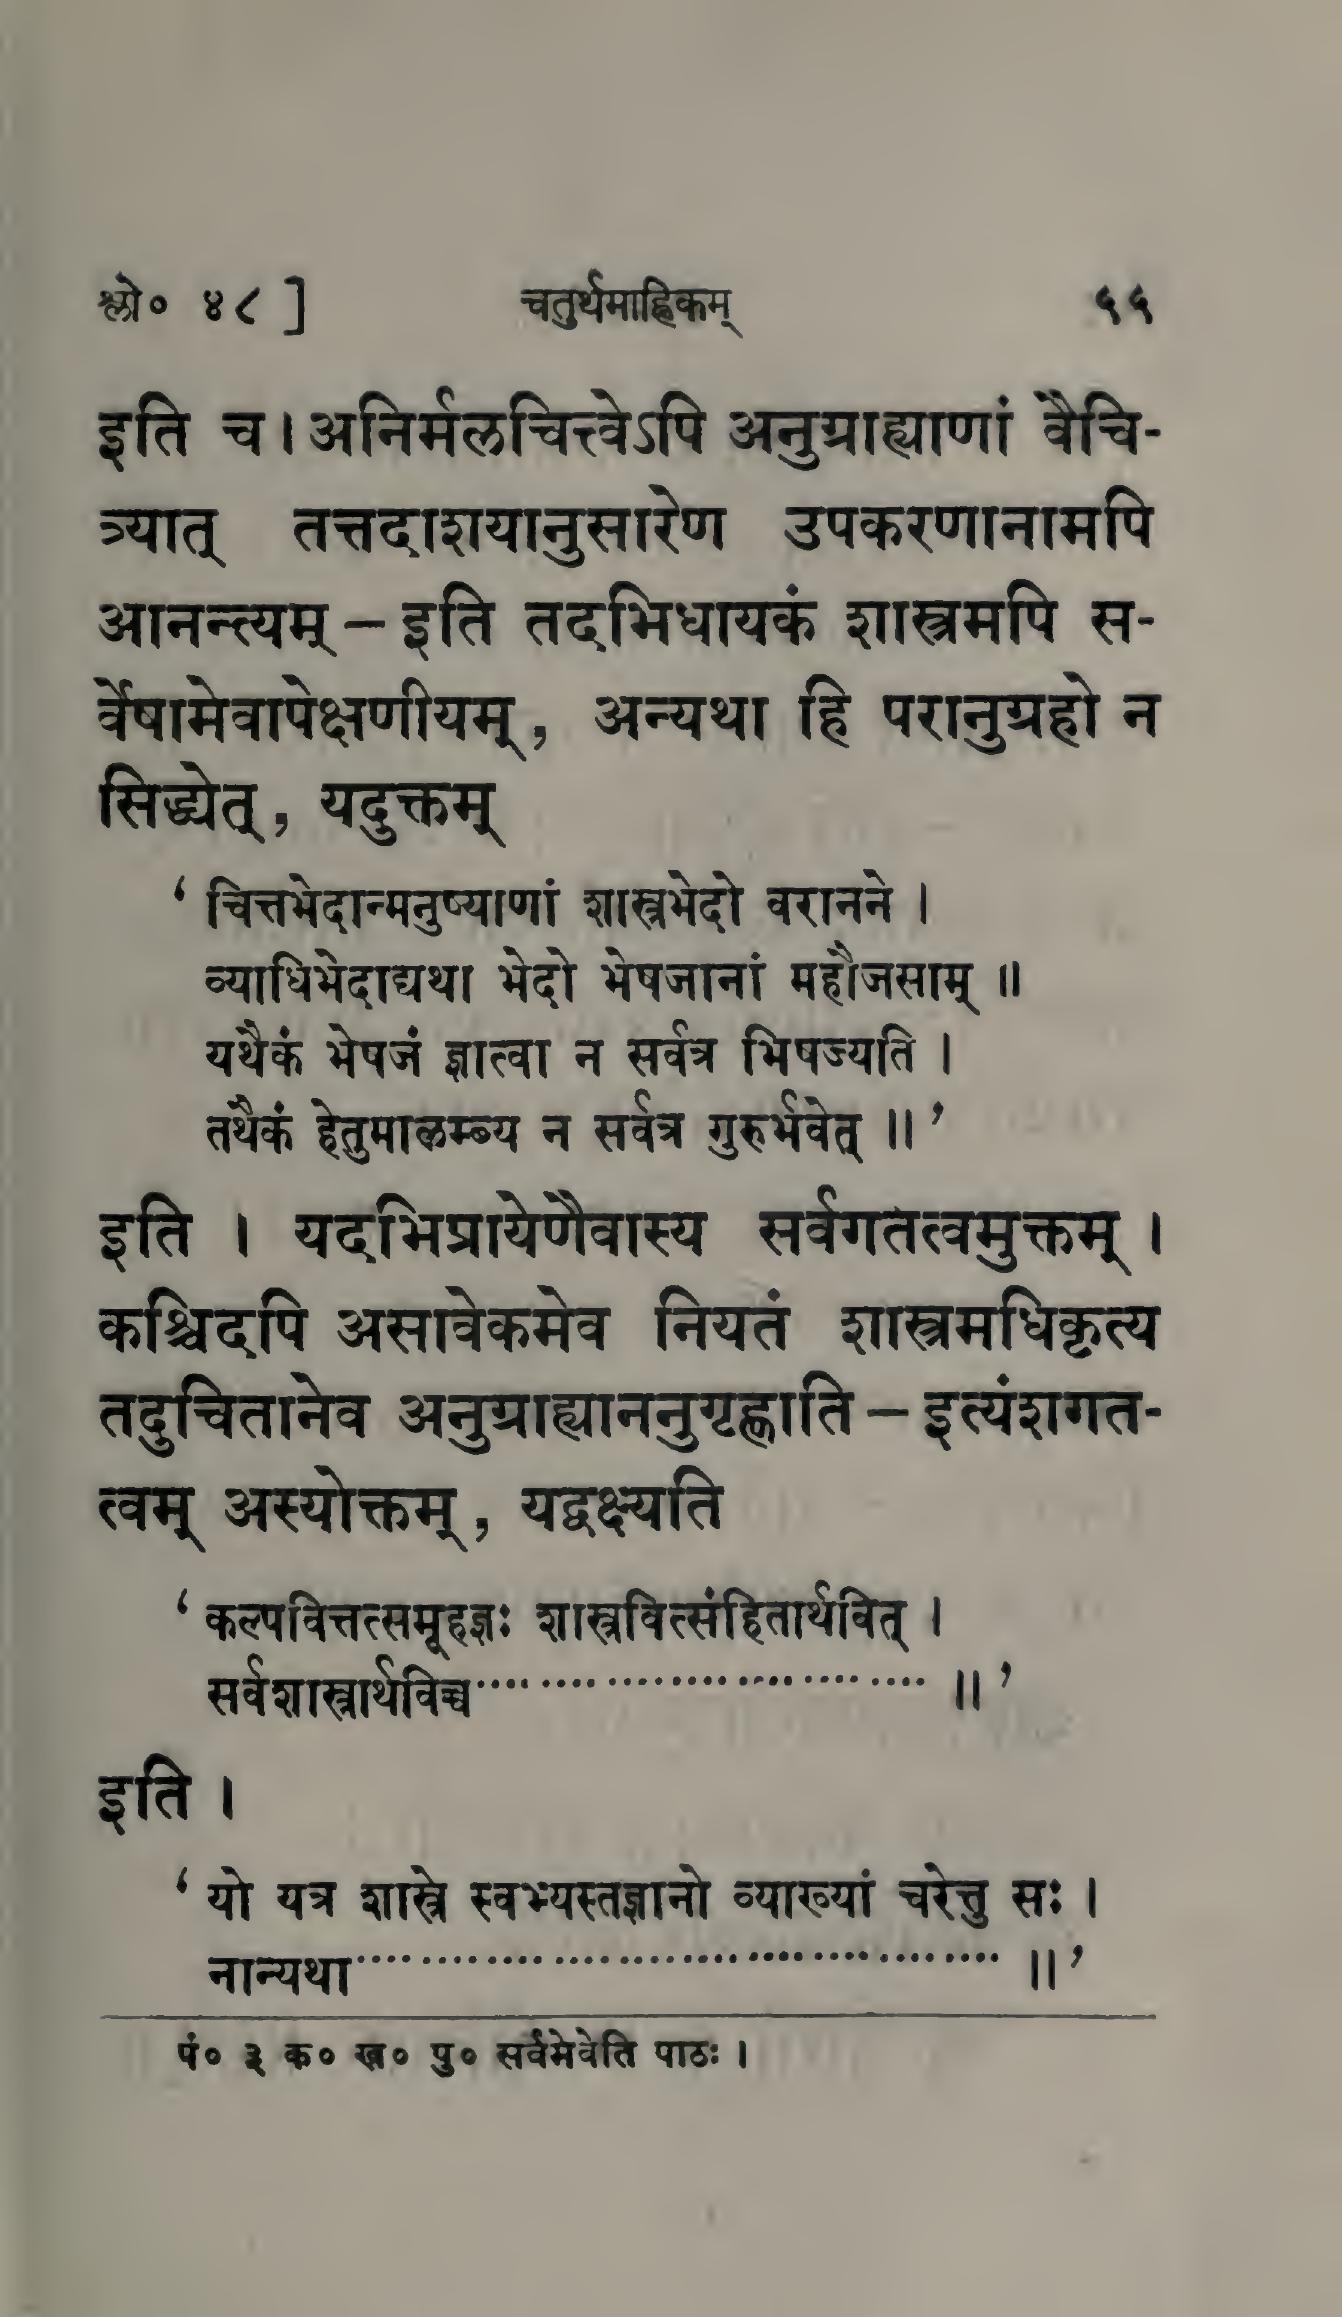 श्लो० ४८ ] चतुर्थमाह्निकम् ५५
इति च। अनिर्मलचित्त्वेऽपि अनुग्राह्याणां वैचि-
त्र्यात् तत्तदाशयानुसारेण उपकरणानामपि
आनन्त्यम् – इति तदभिधायकं शास्त्रमपि स-
र्वेषामेवापेक्षणीयम् , अन्यथा हि परानुग्रहो न
सिद्ध्येत् , यदुक्तम्
‘ चित्तभेदान्मनुष्याणां शास्त्रभेदो वरानने ।
व्याधिभेदाद्यथा भेदो भेषजानां महौजसाम् ॥
यथैकं भेषजं ज्ञात्वा न सर्वत्र भिषज्यति ।
तथैकं हेतुमालम्ब्य न सर्वत्र गुरुर्भवेत् ॥ ’
इति । यदभिप्रायेणैवास्य सर्वगतत्वमुक्तम् ।
कश्चिदपि असावेकमेव नियतं शास्त्रमधिकृत्य
तदुचितानेव अनुग्राह्याननुगृह्णाति – इत्यंशगत-
त्वम् अस्योक्तम् , यद्वक्ष्यति
‘ कल्पवित्तत्समूहज्ञः शास्त्रवित्संहितार्थवित् ।
सर्वशास्त्रार्थविच्च································ ॥ ’
इति ।
‘ यो यत्र शास्त्रे स्वभ्यस्तज्ञानो व्याख्यां चरेत्तु सः ।
नान्यथा············································ ॥ ’
पं० ३ क० ख० पु० सर्वमेवेति पाठः ।